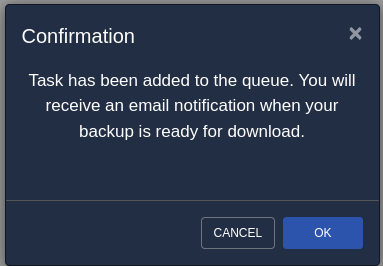 Confirmation
×
Task has been added to the queue. You will
receive an email notification when your
backup is ready for download.
CANCEL
OK